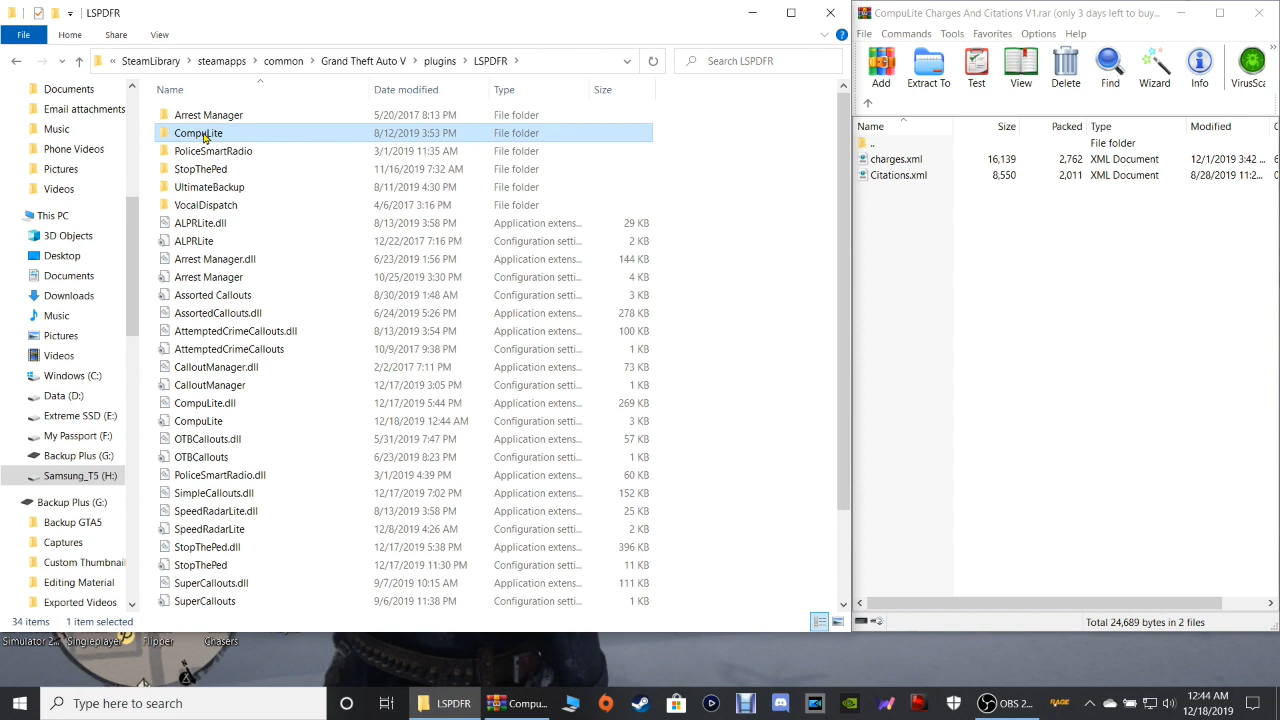 LSPDFR
CompuLite Charges And Citations V1.rar (only 3 days left to buy...
File Home Share View
File Commands Tools Favorites Options Help
« SteamLibrary › steamapps › common › Grand Theft Auto V › plugins › LSPDFR ›
Search LSPDFR
Add Extract To Test View Delete Find Wizard Info VirusSca
Name Date modified Type Size
Name Size Packed Type Modified
Documents
Email attachments
Music
Phone Videos
Pictures
Videos
This PC
3D Objects
Desktop
Documents
Downloads
Music
Pictures
Videos
Windows (C:)
Data (D:)
Extreme SSD (E:)
My Passport (F:)
Backup Plus (G:)
Samsung_T5 (H:)
Backup Plus (G:)
Backup GTA5
Captures
Custom Thumbnai
Editing Material
Exported Videos
Arrest Manager 5/20/2017 8:13 PM File folder
CompuLite 8/12/2019 3:53 PM File folder
PoliceSmartRadio 3/1/2019 11:35 AM File folder
StopThePed 11/16/2019 7:32 AM File folder
UltimateBackup 8/11/2019 4:30 PM File folder
VocalDispatch 4/6/2017 3:16 PM File folder
ALPRLite.dll 8/13/2019 3:58 PM Application extens... 29 KB
ALPRLite 12/22/2017 7:16 PM Configuration setti... 2 KB
Arrest Manager.dll 6/23/2019 1:56 PM Application extens... 144 KB
Arrest Manager 10/25/2019 3:30 PM Configuration setti... 4 KB
Assorted Callouts 8/30/2019 1:48 AM Configuration setti... 3 KB
AssortedCallouts.dll 6/24/2019 5:26 PM Application extens... 278 KB
AttemptedCrimeCallouts.dll 8/13/2019 3:54 PM Application extens... 100 KB
AttemptedCrimeCallouts 10/9/2017 9:38 PM Configuration setti... 1 KB
CalloutManager.dll 2/2/2017 7:11 PM Application extens... 73 KB
CalloutManager 12/17/2019 3:05 PM Configuration setti... 1 KB
CompuLite.dll 12/17/2019 5:44 PM Application extens... 269 KB
CompuLite 12/18/2019 12:44 AM Configuration setti... 3 KB
OTBCallouts.dll 5/31/2019 7:47 PM Application extens... 57 KB
OTBCallouts 6/23/2019 8:23 PM Configuration setti... 1 KB
PoliceSmartRadio.dll 3/1/2019 4:39 PM Application extens... 60 KB
SimpleCallouts.dll 12/17/2019 7:02 PM Application extens... 152 KB
SpeedRadarLite.dll 8/13/2019 3:58 PM Application extens... 25 KB
SpeedRadarLite 12/8/2019 4:26 AM Configuration setti... 2 KB
StopThePed.dll 12/17/2019 5:38 PM Application extens... 396 KB
StopThePed 12/17/2019 11:30 PM Configuration setti... 11 KB
SuperCallouts.dll 9/7/2019 10:15 AM Application extens... 111 KB
SuperCallouts 9/6/2019 11:38 PM Configuration setti... 1 KB
.. File folder
charges.xml 16,139 2,762 XML Document 12/1/2019 3:42 ...
Citations.xml 8,550 2,011 XML Document 8/28/2019 11:2...
34 items 1 item selected
Total 24,689 bytes in 2 files
Simulator 2... Singleplayer Flipper Chasers
Type here to search
LSPDFR
Compu...
OBS 2...
RAGE
12:44 AM
12/18/2019